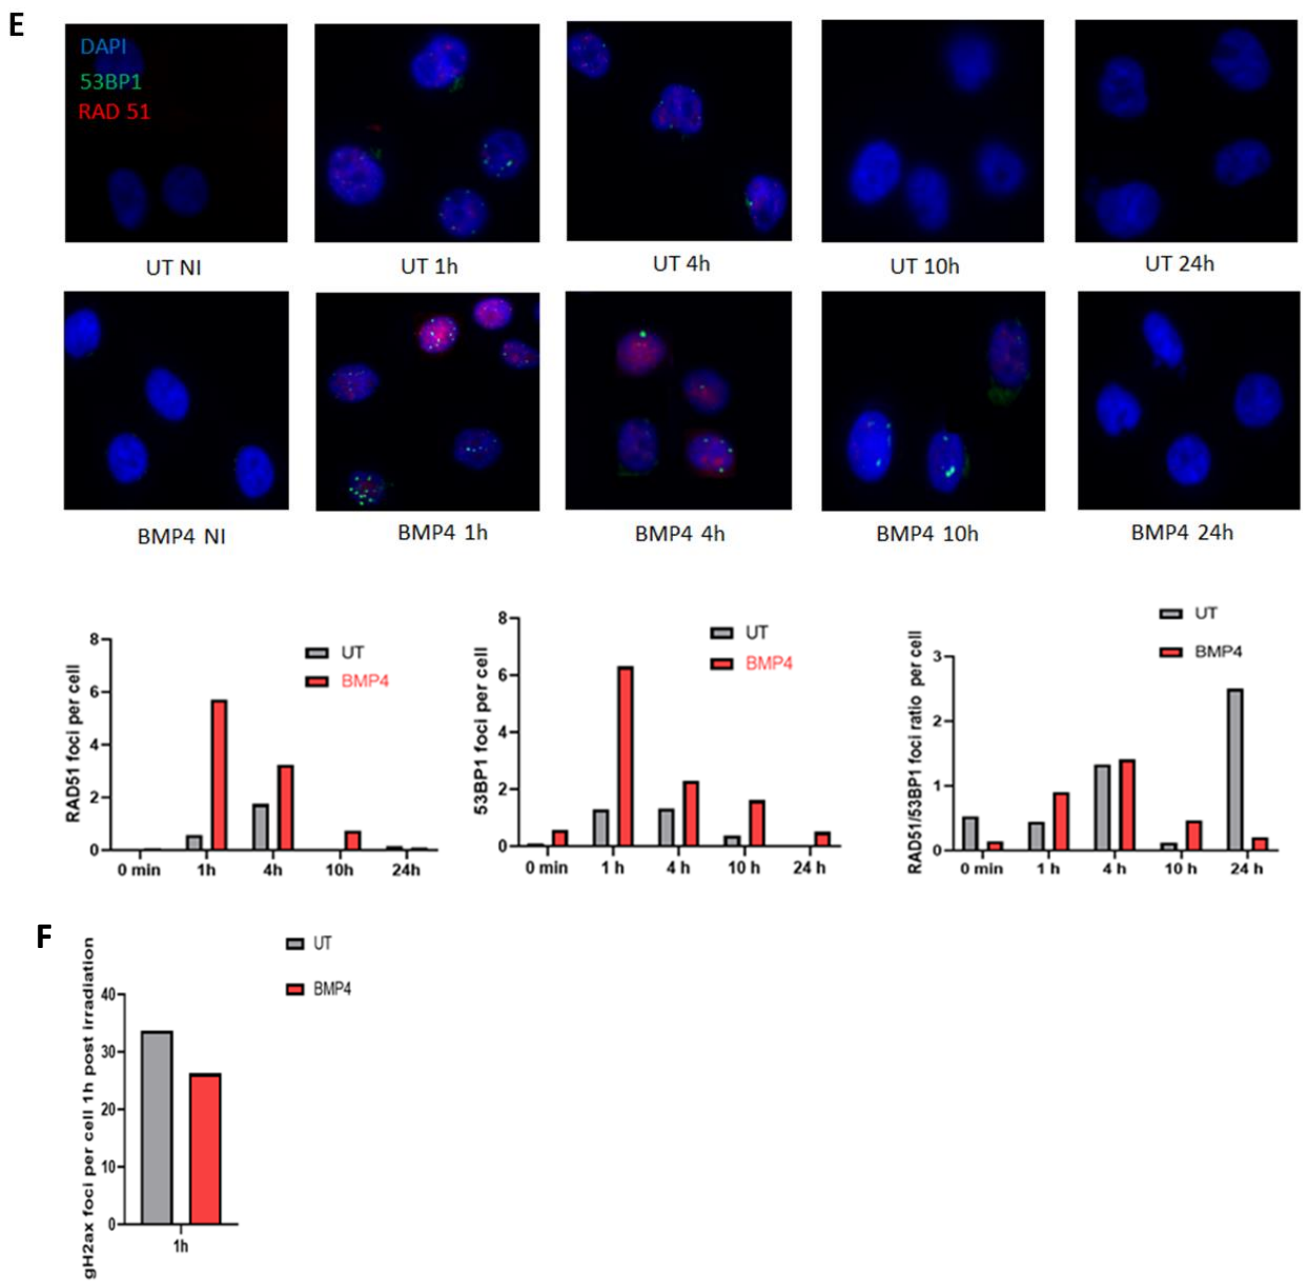 E
DAPI
53BP1
RAD 51
UT NI
UT 1h
UT 4h
UT 10h
UT 24h
BMP4 NI
BMP4 1h
BMP4 4h
BMP4 10h
BMP4 24h
RAD51 foci per cell
8
6
4
2
0
0 min
1h
4h
10h
24h
UT
BMP4
53BP1 foci per cell
8
6
4
2
0
0 min
1 h
4 h
10 h
24 h
UT
BMP4
RAD51/53BP1 foci ratio per cell
3
2
1
0
0 min
1 h
4 h
10 h
24 h
UT
BMP4
F
gH2ax foci per cell 1h post irradiation
40
30
20
10
0
1h
UT
BMP4